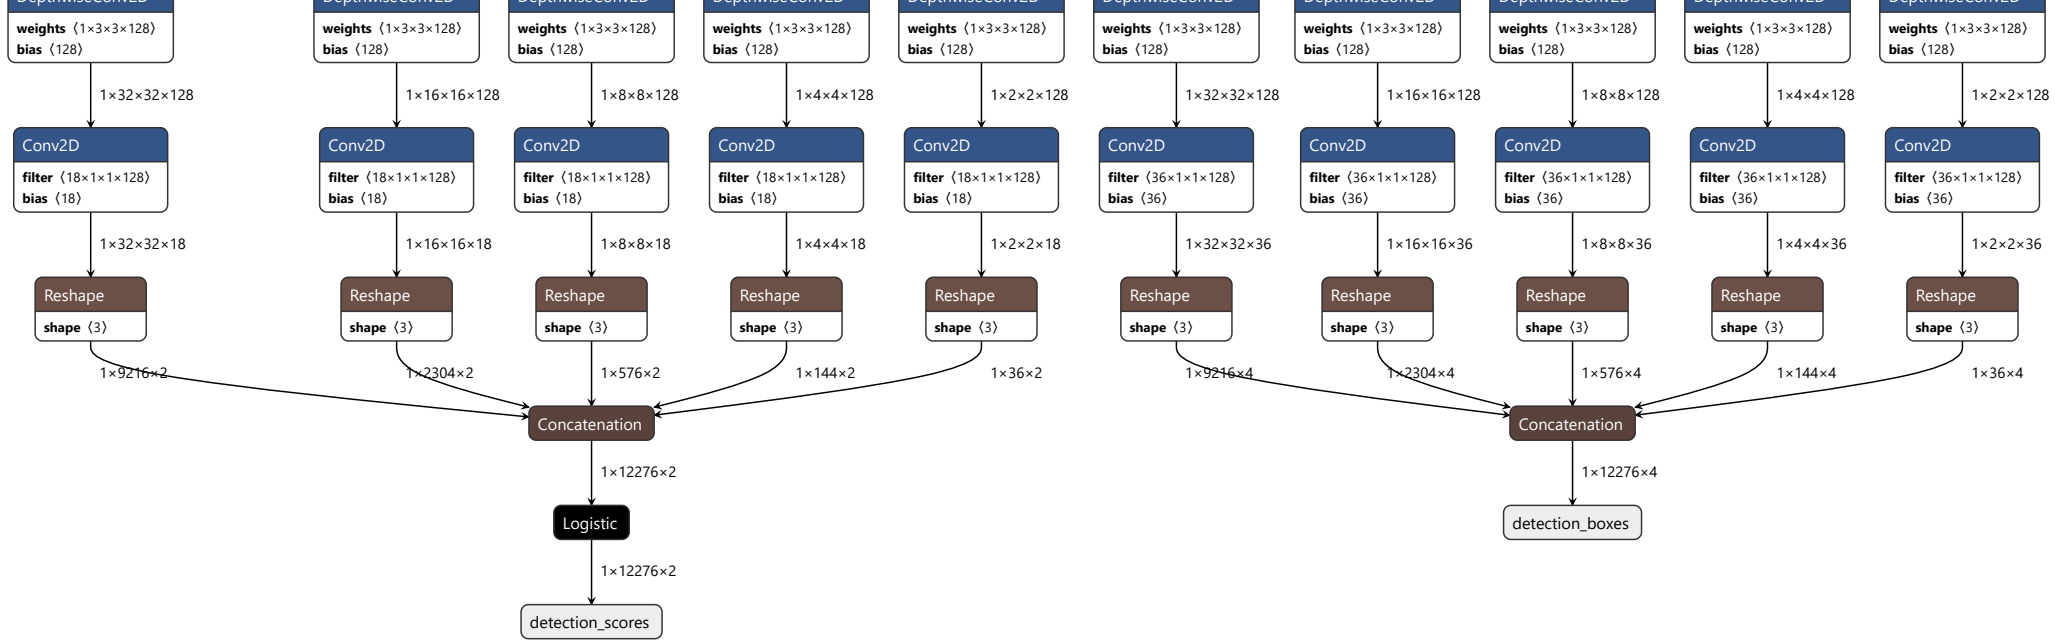 DepthwiseConv2D DepthwiseConv2D DepthwiseConv2D DepthwiseConv2D DepthwiseConv2D DepthwiseConv2D DepthwiseConv2D DepthwiseConv2D DepthwiseConv2D DepthwiseConv2D
weights ⟨1×3×3×128⟩ weights ⟨1×3×3×128⟩ weights ⟨1×3×3×128⟩ weights ⟨1×3×3×128⟩ weights ⟨1×3×3×128⟩ weights ⟨1×3×3×128⟩ weights ⟨1×3×3×128⟩ weights ⟨1×3×3×128⟩ weights ⟨1×3×3×128⟩ weights ⟨1×3×3×128⟩
bias ⟨128⟩ bias ⟨128⟩ bias ⟨128⟩ bias ⟨128⟩ bias ⟨128⟩ bias ⟨128⟩ bias ⟨128⟩ bias ⟨128⟩ bias ⟨128⟩ bias ⟨128⟩
1×32×32×128 1×16×16×128 1×8×8×128 1×4×4×128 1×2×2×128 1×32×32×128 1×16×16×128 1×8×8×128 1×4×4×128 1×2×2×128
Conv2D Conv2D Conv2D Conv2D Conv2D Conv2D Conv2D Conv2D Conv2D Conv2D
filter ⟨18×1×1×128⟩ filter ⟨18×1×1×128⟩ filter ⟨18×1×1×128⟩ filter ⟨18×1×1×128⟩ filter ⟨18×1×1×128⟩ filter ⟨36×1×1×128⟩ filter ⟨36×1×1×128⟩ filter ⟨36×1×1×128⟩ filter ⟨36×1×1×128⟩ filter ⟨36×1×1×128⟩
bias ⟨18⟩ bias ⟨18⟩ bias ⟨18⟩ bias ⟨18⟩ bias ⟨18⟩ bias ⟨36⟩ bias ⟨36⟩ bias ⟨36⟩ bias ⟨36⟩ bias ⟨36⟩
1×32×32×18 1×16×16×18 1×8×8×18 1×4×4×18 1×2×2×18 1×32×32×36 1×16×16×36 1×8×8×36 1×4×4×36 1×2×2×36
Reshape Reshape Reshape Reshape Reshape Reshape Reshape Reshape Reshape Reshape
shape ⟨3⟩ shape ⟨3⟩ shape ⟨3⟩ shape ⟨3⟩ shape ⟨3⟩ shape ⟨3⟩ shape ⟨3⟩ shape ⟨3⟩ shape ⟨3⟩ shape ⟨3⟩
1×9216×2 1×2304×2 1×576×2 1×144×2 1×36×2 1×9216×4 1×2304×4 1×576×4 1×144×4 1×36×4
Concatenation Concatenation
1×12276×2 1×12276×4
Logistic detection_boxes
1×12276×2
detection_scores